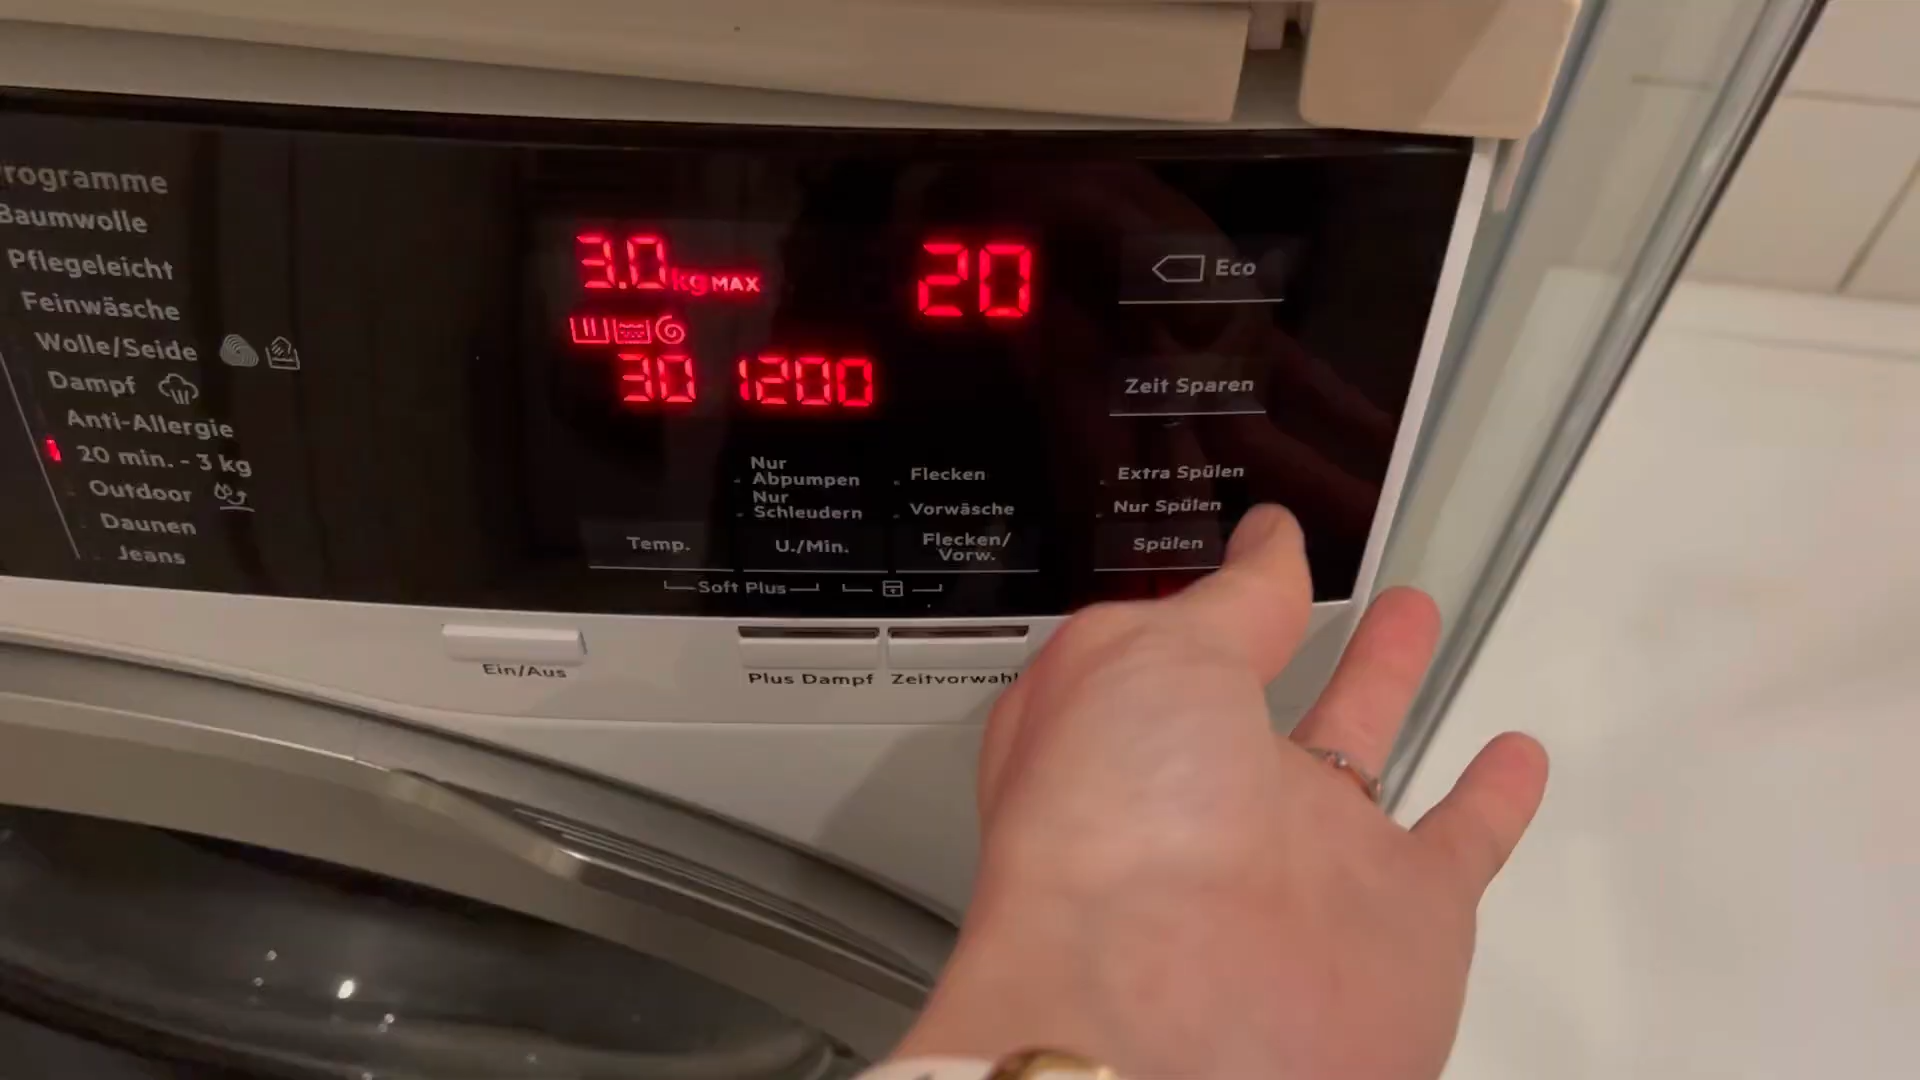 rogramme
Baumwolle
Pflegeleicht
Feinwäsche
Wolle/Seide
Dampf
Anti-Allergie
20 min. - 3 kg
Outdoor
Daunen
Jeans
3.0 kg MAX
20
30 1200
Eco
Zeit Sparen
Nur
Abpumpen
Nur
Schleudern
Flecken
Vorwäsche
Extra Spülen
Nur Spülen
Temp.
U./Min.
Flecken/
Vorw.
Spülen
Soft Plus
Ein/Aus
Plus Dampf
Zeitvorwahl